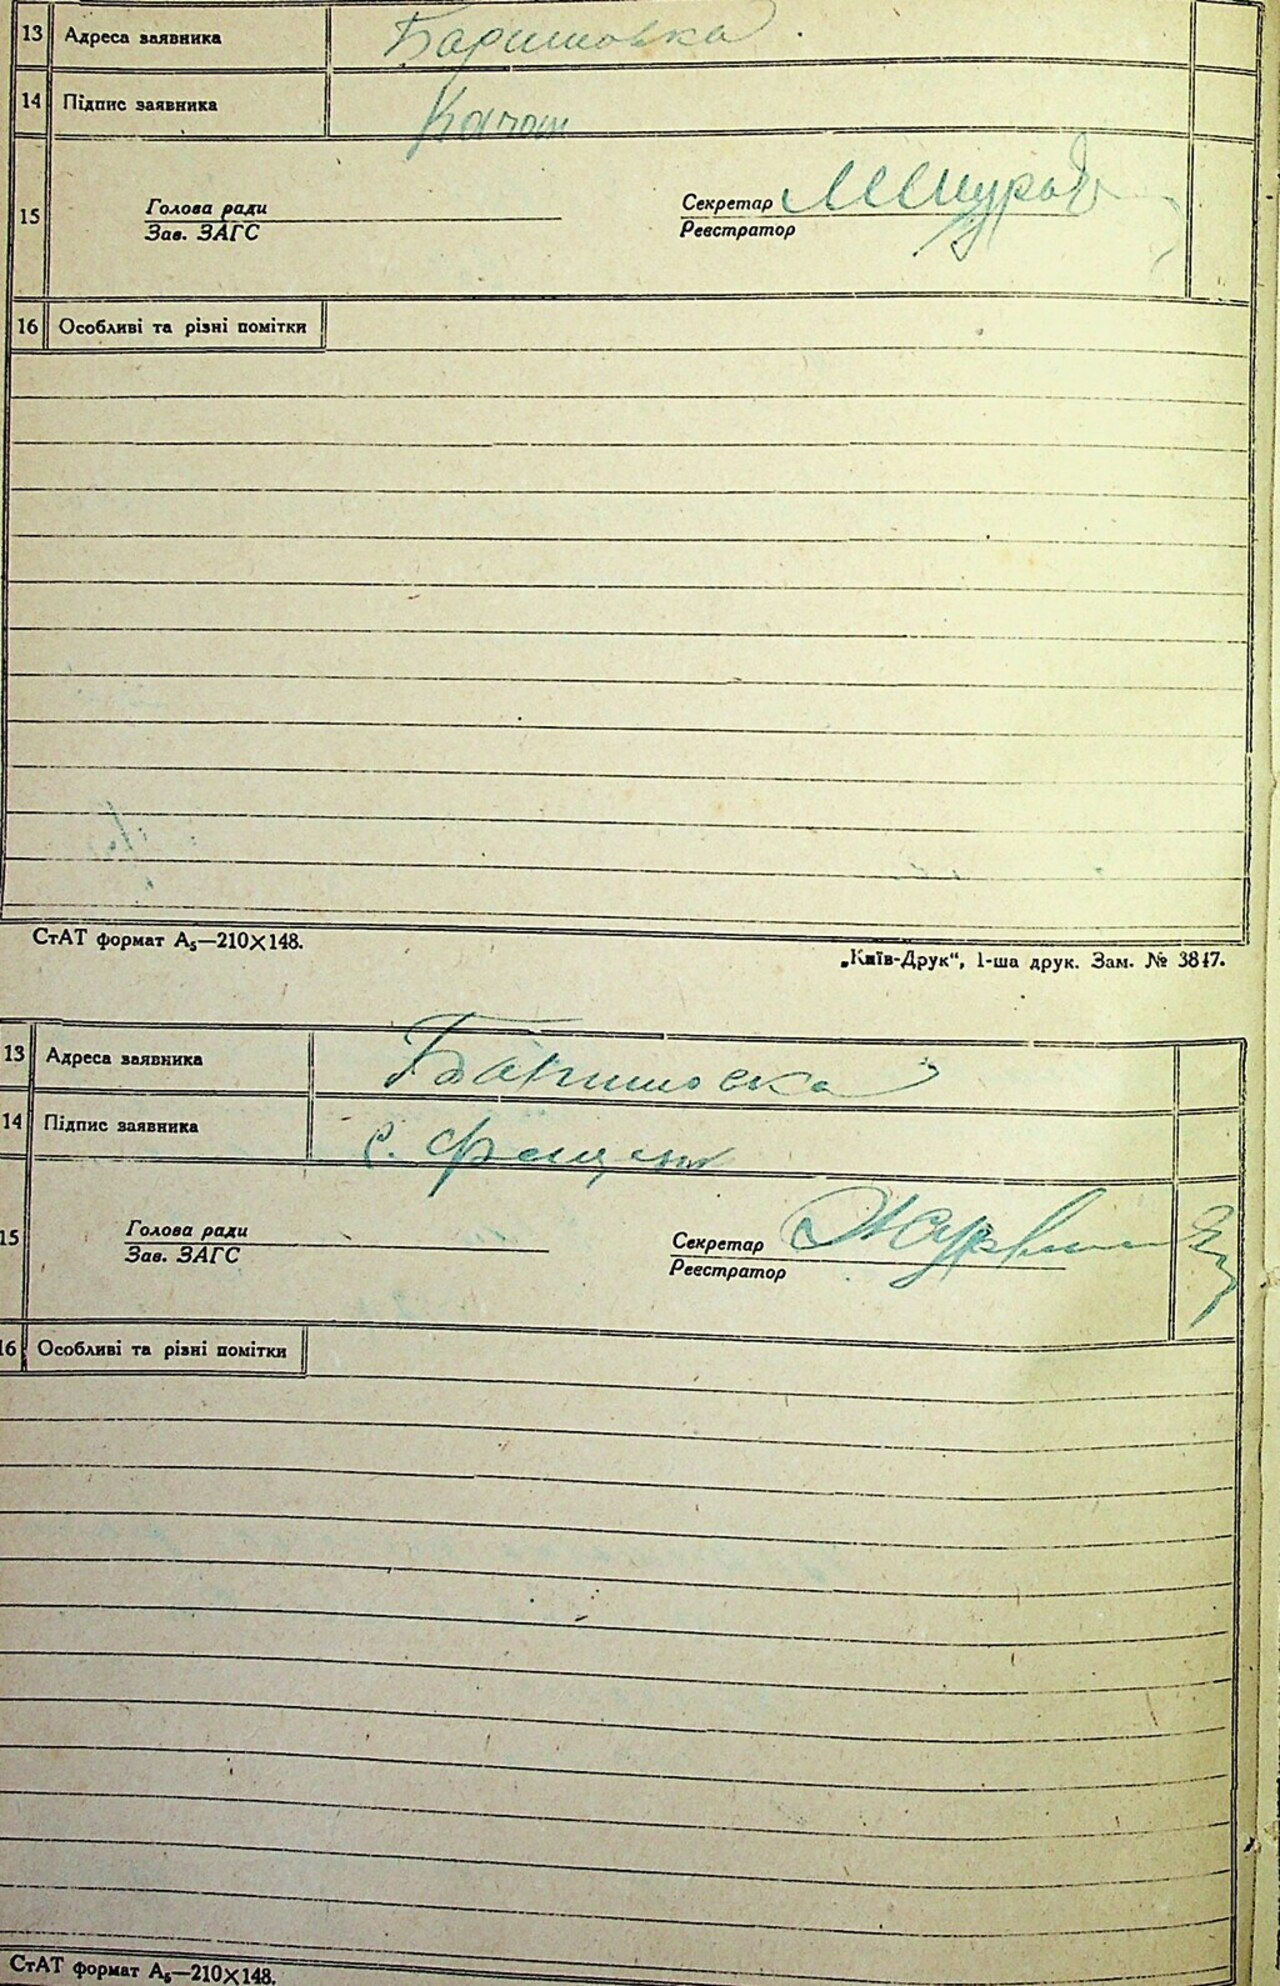 13 Адреса заявника Баришовка.
14 Підпис заявника
15 Голова ради Секретар
Зав. ЗАГС Реєстратор
16 Особливі та різні помітки
СтАТ формат А₅—210×148.
„Київ-Друк“, 1-ша друк. Зам. № 3847.
13 Адреса заявника Баришовка
14 Підпис заявника
15 Голова ради Секретар
Зав. ЗАГС Реєстратор
16 Особливі та різні помітки
СтАТ формат А₅—210×148.